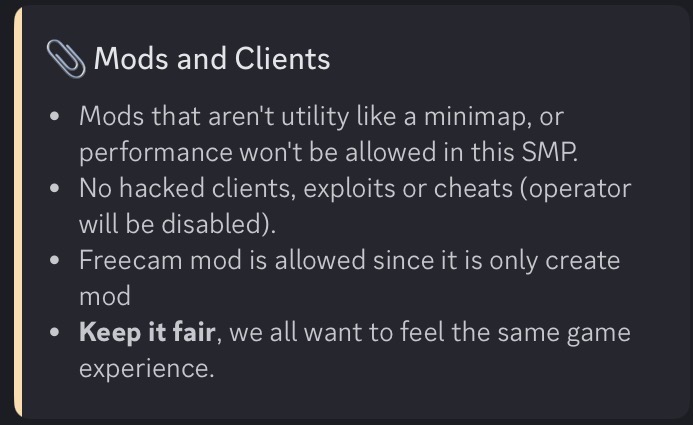 📎 Mods and Clients
• Mods that aren't utility like a minimap, or
performance won't be allowed in this SMP.
• No hacked clients, exploits or cheats (operator
will be disabled).
• Freecam mod is allowed since it is only create
mod
• Keep it fair, we all want to feel the same game
experience.